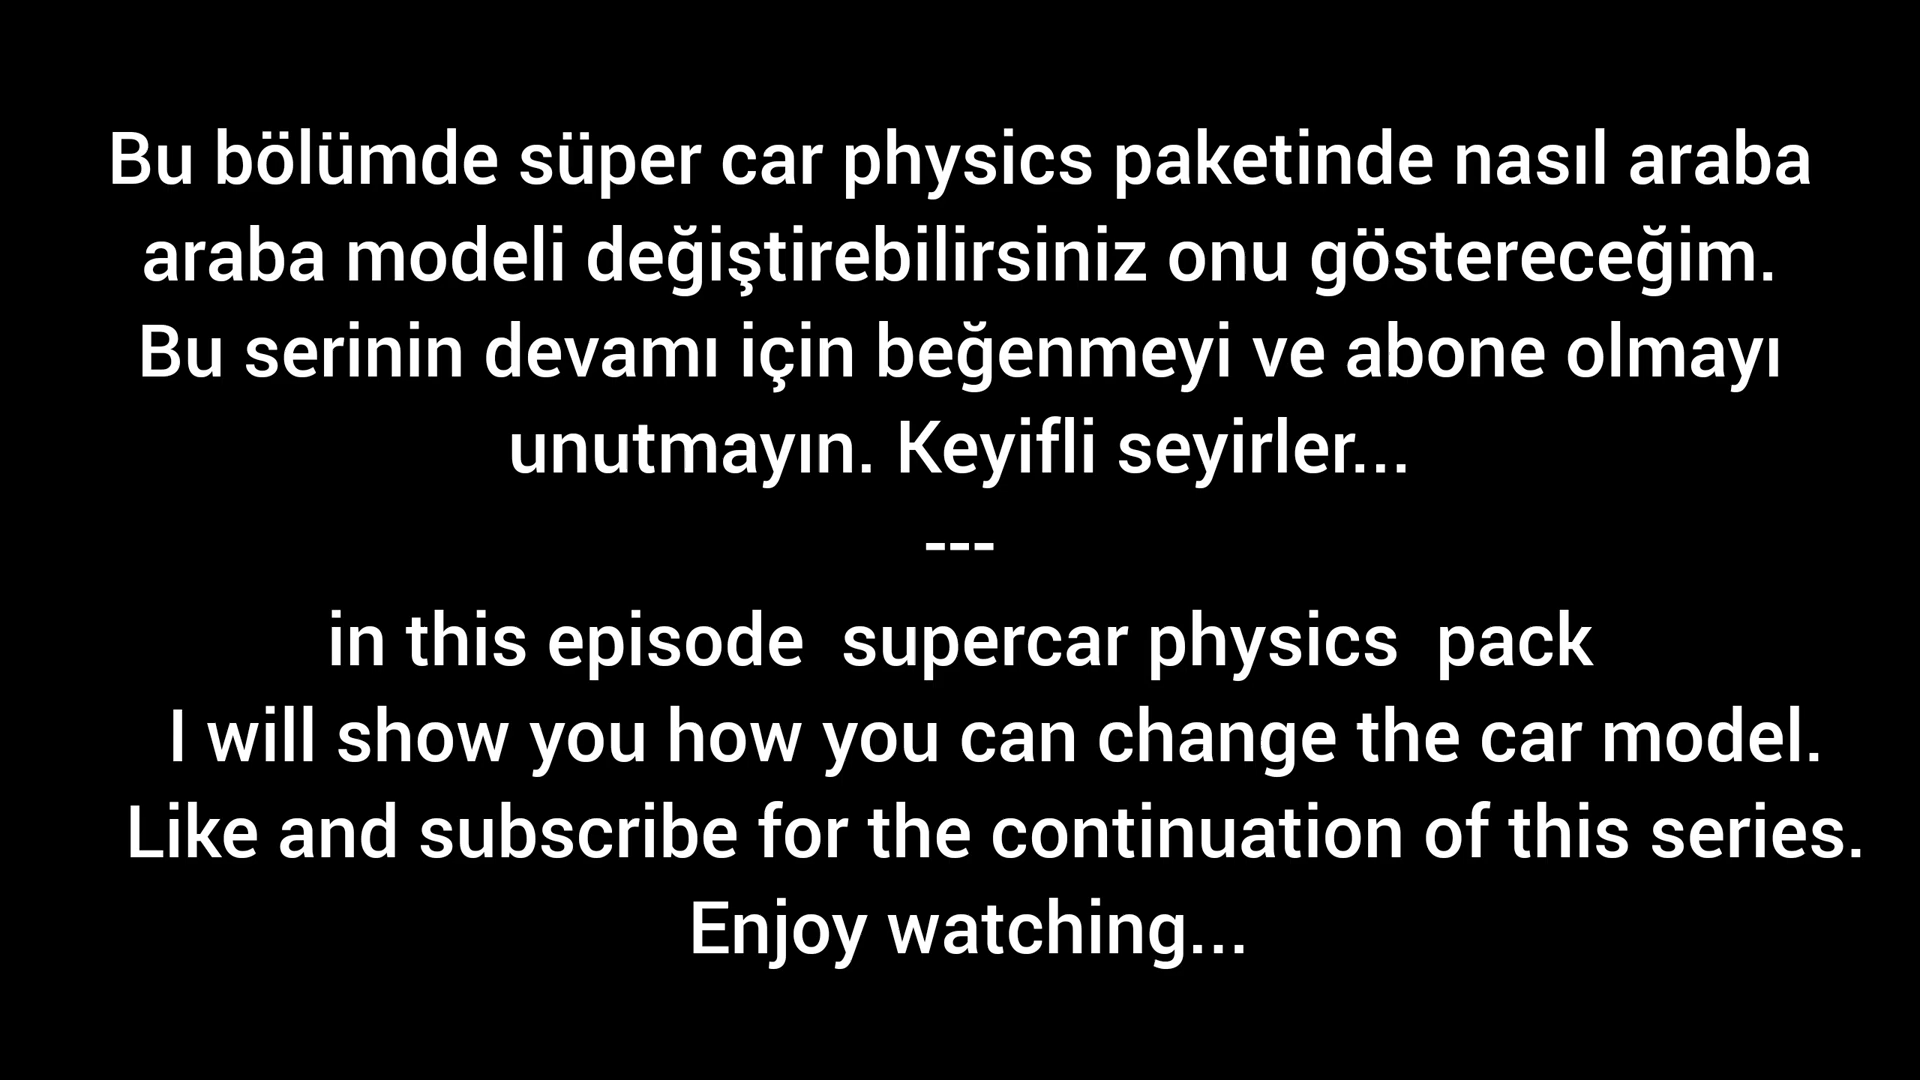 Bu bölümde süper car physics paketinde nasıl araba
araba modeli değiştirebilirsiniz onu göstereceğim.
Bu serinin devamı için beğenmeyi ve abone olmayı
unutmayın. Keyifli seyirler...
---
in this episode  supercar physics  pack
I will show you how you can change the car model.
Like and subscribe for the continuation of this series.
Enjoy watching...